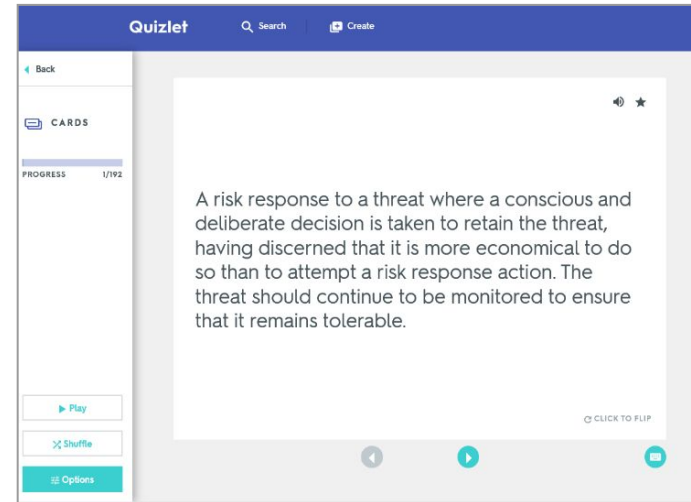 Quizlet
Search
Create
Back
CARDS
PROGRESS 1/192
A risk response to a threat where a conscious and
deliberate decision is taken to retain the threat,
having discerned that it is more economical to do
so than to attempt a risk response action. The
threat should continue to be monitored to ensure
that it remains tolerable.
CLICK TO FLIP
Play
Shuffle
Options